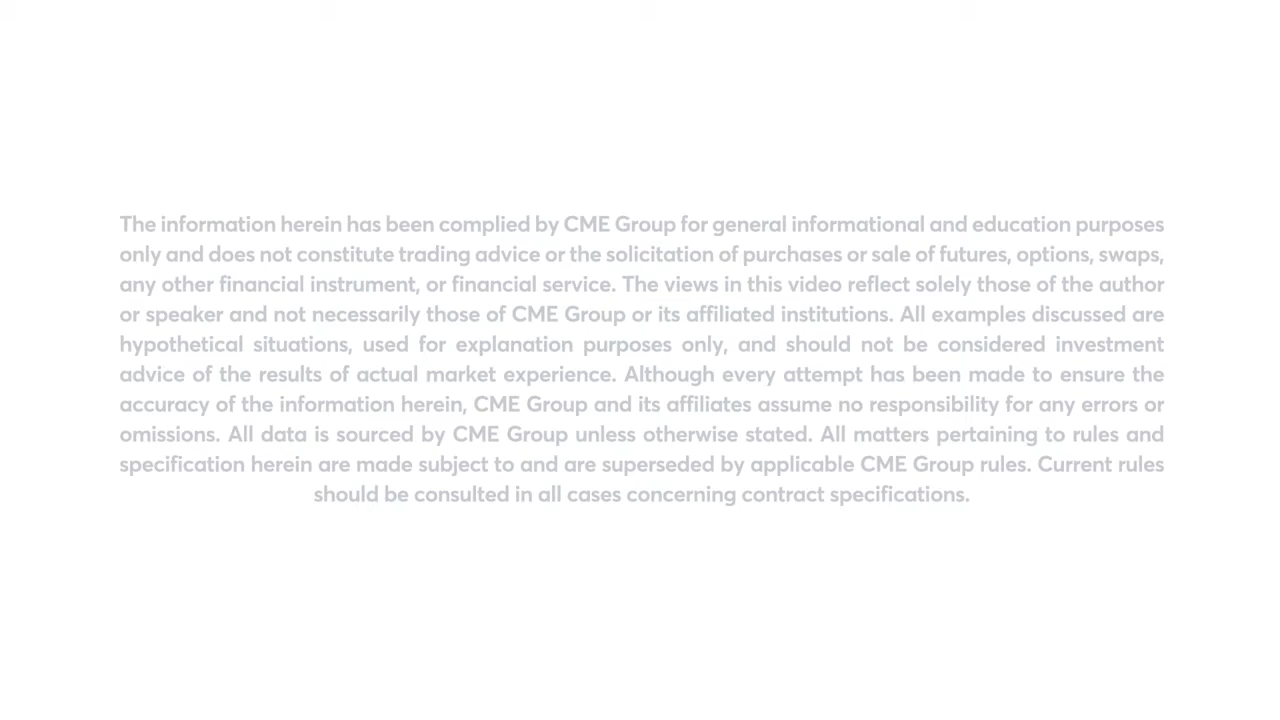 The information herein has been complied by CME Group for general informational and education purposes
only and does not constitute trading advice or the solicitation of purchases or sale of futures, options, swaps,
any other financial instrument, or financial service. The views in this video reflect solely those of the author
or speaker and not necessarily those of CME Group or its affiliated institutions. All examples discussed are
hypothetical situations, used for explanation purposes only, and should not be considered investment
advice of the results of actual market experience. Although every attempt has been made to ensure the
accuracy of the information herein, CME Group and its affiliates assume no responsibility for any errors or
omissions. All data is sourced by CME Group unless otherwise stated. All matters pertaining to rules and
specification herein are made subject to and are superseded by applicable CME Group rules. Current rules
should be consulted in all cases concerning contract specifications.